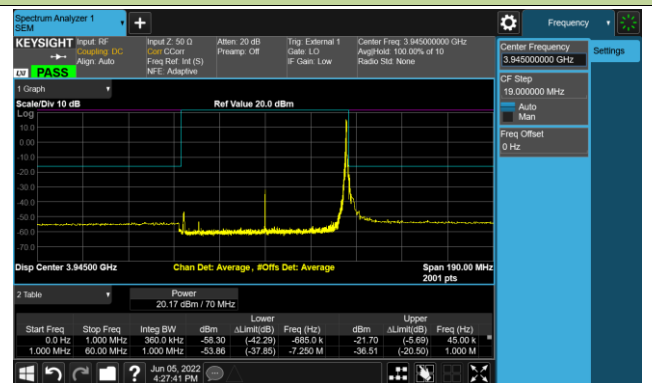 Spectrum Analyzer 1
SEM
Frequency
KEYSIGHT
LXI
PASS
Input: RF
Coupling: DC
Align: Auto
Input Z: 50 Ω
Corr CCorr
Freq Ref: Int (S)
NFE: Adaptive
Atten: 20 dB
Preamp: Off
Trig: External 1
Gate: LO
IF Gain: Low
Center Freq: 3.945000000 GHz
Avg|Hold: 100.00% of 10
Radio Std: None
Center Frequency
3.945000000 GHz
Settings
CF Step
19.000000 MHz
Auto
Man
Freq Offset
0 Hz
1 Graph
Scale/Div 10 dB
Ref Value 20.0 dBm
Log
10.0
0.00
-10.0
-20.0
-30.0
-40.0
-50.0
-60.0
-70.0
Disp Center 3.94500 GHz
Chan Det: Average , #Offs Det: Average
Span 190.00 MHz
2001 pts
2 Table
Power
20.17 dBm / 70 MHz
Lower Upper
Start Freq Stop Freq Integ BW dBm ΔLimit(dB) Freq (Hz) dBm ΔLimit(dB) Freq (Hz)
0.0 Hz 1.000 MHz 360.0 kHz -58.30 (-42.29) -685.0 k -21.70 (-5.69) 45.00 k
1.000 MHz 60.00 MHz 1.000 MHz -53.86 (-37.85) -7.250 M -36.51 (-20.50) 1.000 M
?
Jun 05, 2022
4:27:41 PM